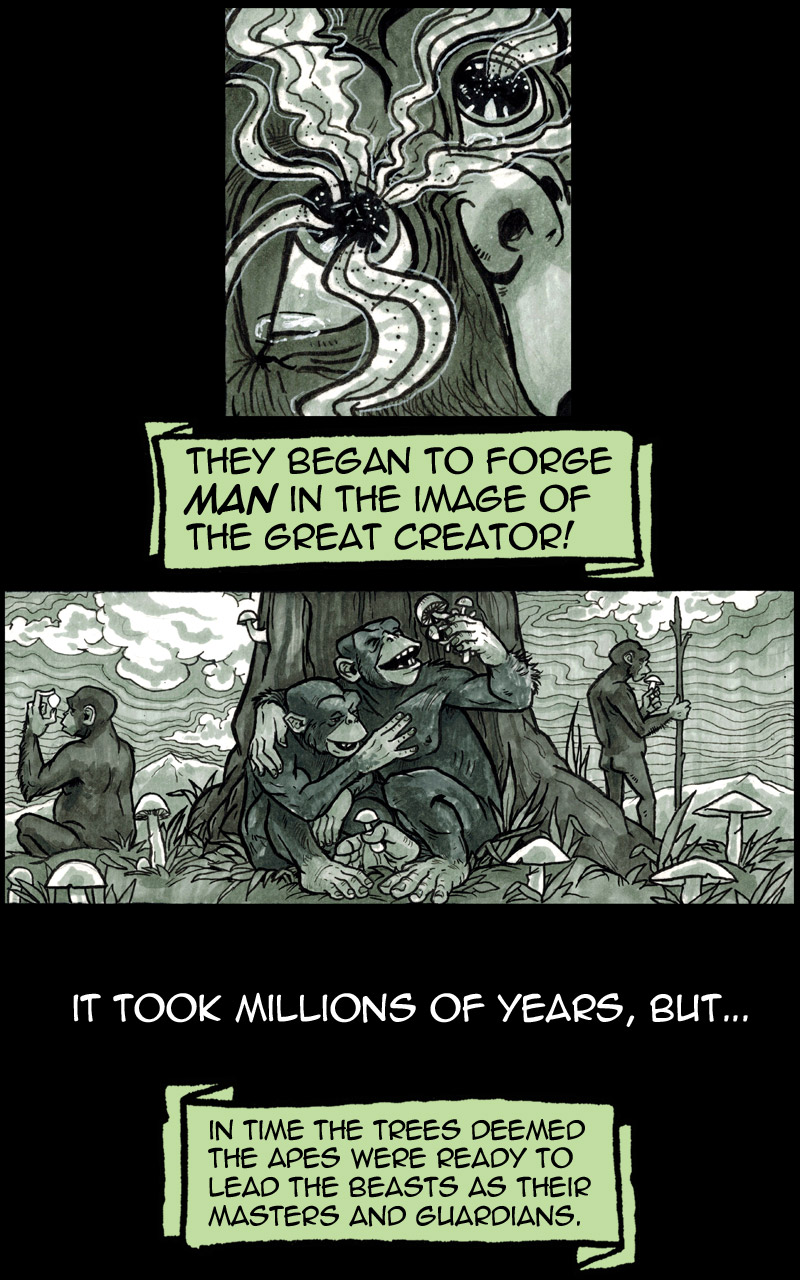 THEY BEGAN TO FORGE
MAN IN THE IMAGE OF
THE GREAT CREATOR!
IT TOOK MILLIONS OF YEARS, BUT...
IN TIME THE TREES DEEMED
THE APES WERE READY TO
LEAD THE BEASTS AS THEIR
MASTERS AND GUARDIANS.